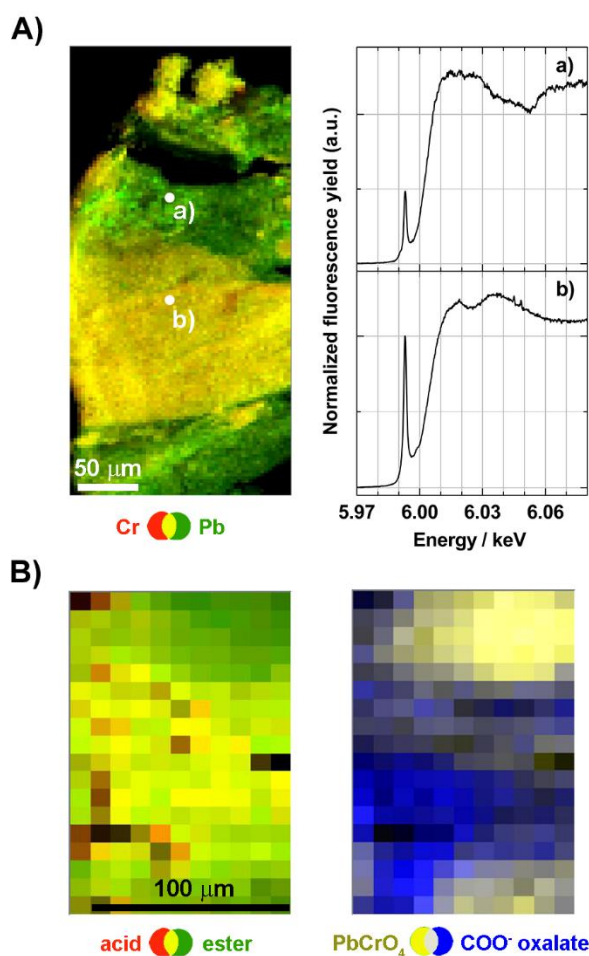 A)
a)
b)
50 μm
Cr Pb
Normalized fluorescence yield (a.u.)
a)
b)
5.97 6.00 6.03 6.06
Energy / keV
B)
100 μm
acid ester
PbCrO₄ COO⁻ oxalate